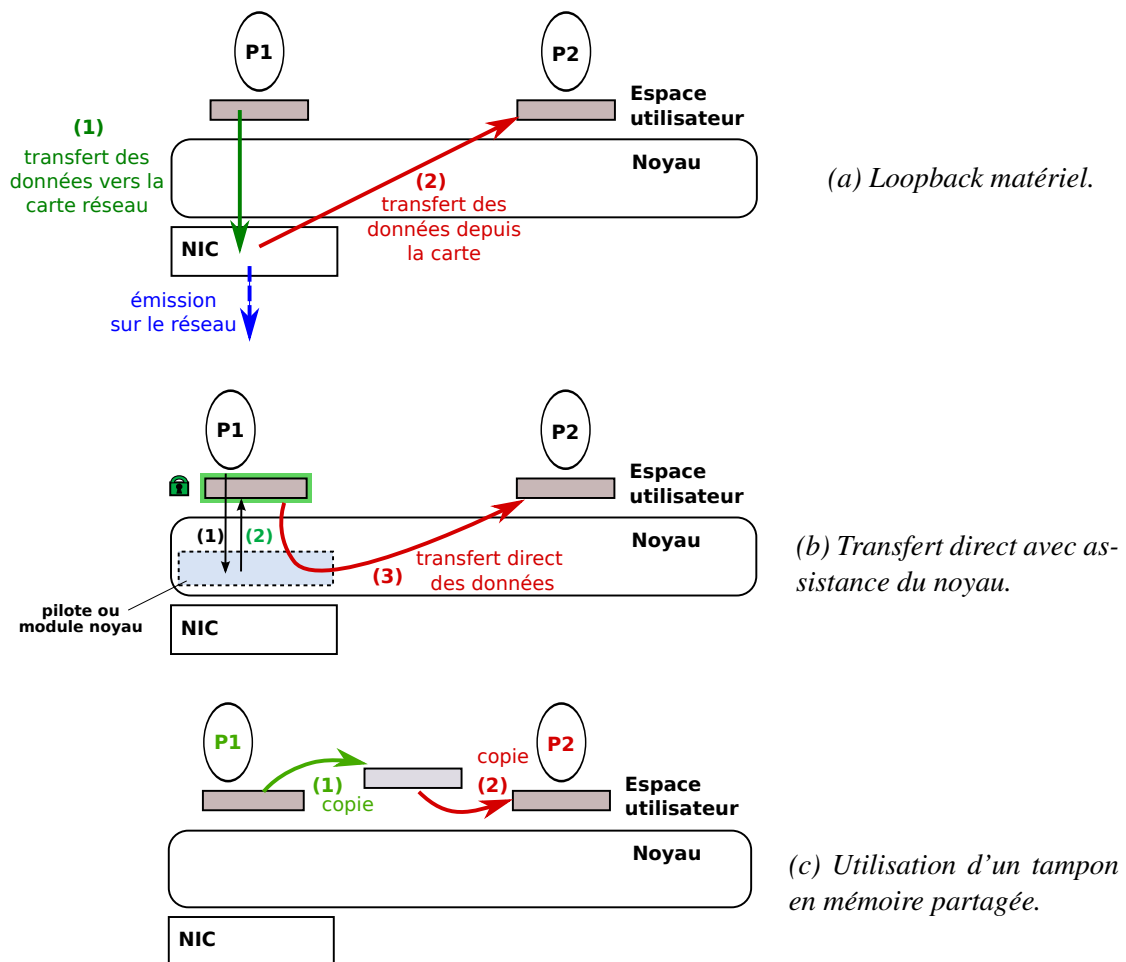 P1
P2
Espace
utilisateur
(1)
transfert des
données vers la
carte réseau
Noyau
(2)
transfert des
données depuis
la carte
NIC
émission
sur le réseau
(a) Loopback matériel.
P1
P2
Espace
utilisateur
(1)
(2)
Noyau
(3)
transfert direct
des données
pilote ou
module noyau
NIC
(b) Transfert direct avec as-
sistance du noyau.
P1
copie
P2
(1)
copie
(2)
Espace
utilisateur
Noyau
NIC
(c) Utilisation d'un tampon
en mémoire partagée.